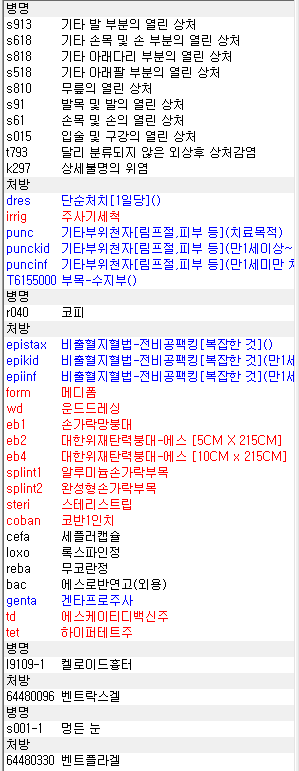 병명
s913 기타 발 부분의 열린 상처
s618 기타 손목 및 손 부분의 열린 상처
s818 기타 아래다리 부분의 열린 상처
s518 기타 아래팔 부분의 열린 상처
s810 무릎의 열린 상처
s91 발목 및 발의 열린 상처
s61 손목 및 손의 열린 상처
s015 입술 및 구강의 열린 상처
t793 달리 분류되지 않은 외상후 상처감염
k297 상세불명의 위염
처방
dres 단순처치[1일당]()
irrig 주사기세척
punc 기타부위천자[림프절,피부 등](치료목적)
punckid 기타부위천자[림프절,피부 등](만1세이상~
puncinf 기타부위천자[림프절,피부 등](만1세미만 치
T6155000 부목-수지부()
병명
r040 코피
처방
epistax 비출혈지혈법-전비공팩킹[복잡한 것]()
epikid 비출혈지혈법-전비공팩킹[복잡한 것](만1세
epiinf 비출혈지혈법-전비공팩킹[복잡한 것](만1세
form 메디폼
wd 운드드레싱
eb1 손가락망붕대
eb2 대한위재탄력붕대-에스 [5CM X 215CM]
eb4 대한위재탄력붕대-에스 [10CM x 215CM]
splint1 알루미늄손가락부목
splint2 완성형손가락부목
steri 스테리스트립
coban 코반1인치
cefa 세플러캡슐
loxo 록스파인정
reba 무코란정
bac 에스로반연고(외용)
genta 겐타프로주사
td 에스케이티디백신주
tet 하이퍼테트주
병명
l9109-1 켈로이드흉터
처방
64480096 벤트락스겔
병명
s001-1 멍든 눈
처방
64480330 벤트플라겔